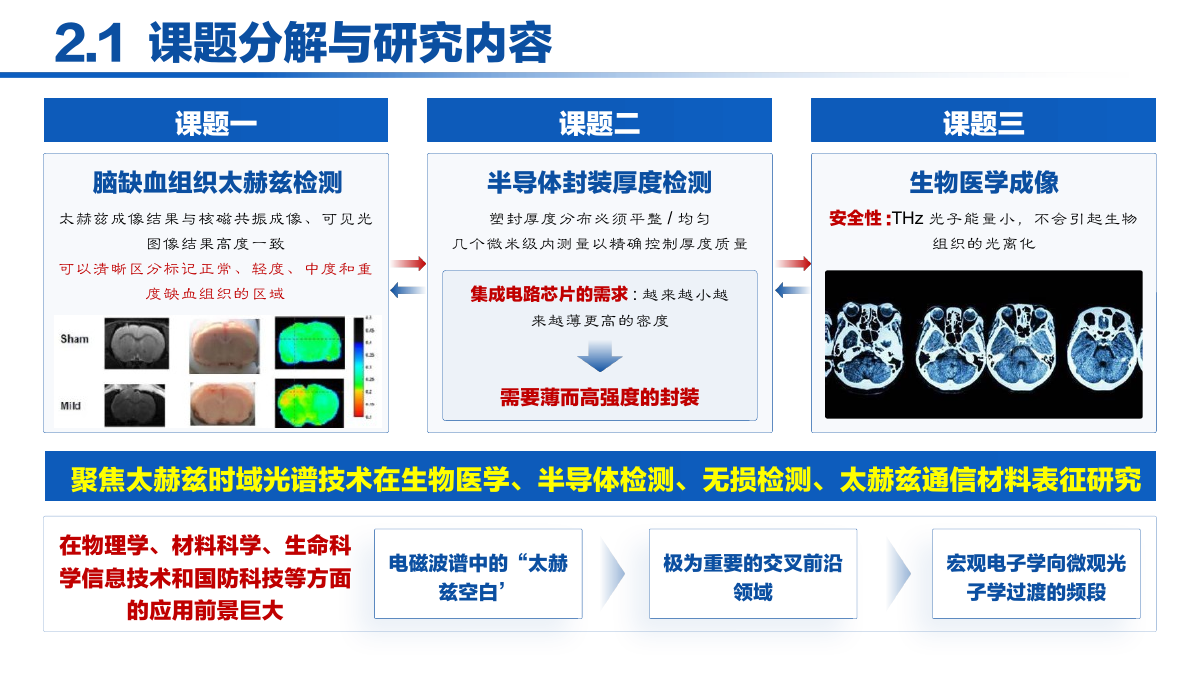 2.1 课题分解与研究内容
课题一
课题二
课题三
脑缺血组织太赫兹检测
太赫兹成像结果与核磁共振成像、可见光
图像结果高度一致
可以清晰区分标记正常、轻度、中度和重
度缺血组织的区域
Sham
Mild
半导体封装厚度检测
塑封厚度分布必须平整 / 均匀
几个微米级内测量以精确控制厚度质量
集成电路芯片的需求 : 越来越小越
来越薄更高的密度
需要薄而高强度的封装
生物医学成像
安全性 :THz 光子能量小，不会引起生物
组织的光离化
聚焦太赫兹时域光谱技术在生物医学、半导体检测、无损检测、太赫兹通信材料表征研究
在物理学、材料科学、生命科
学信息技术和国防科技等方面
的应用前景巨大
电磁波谱中的“太赫
兹空白’
极为重要的交叉前沿
领域
宏观电子学向微观光
子学过渡的频段